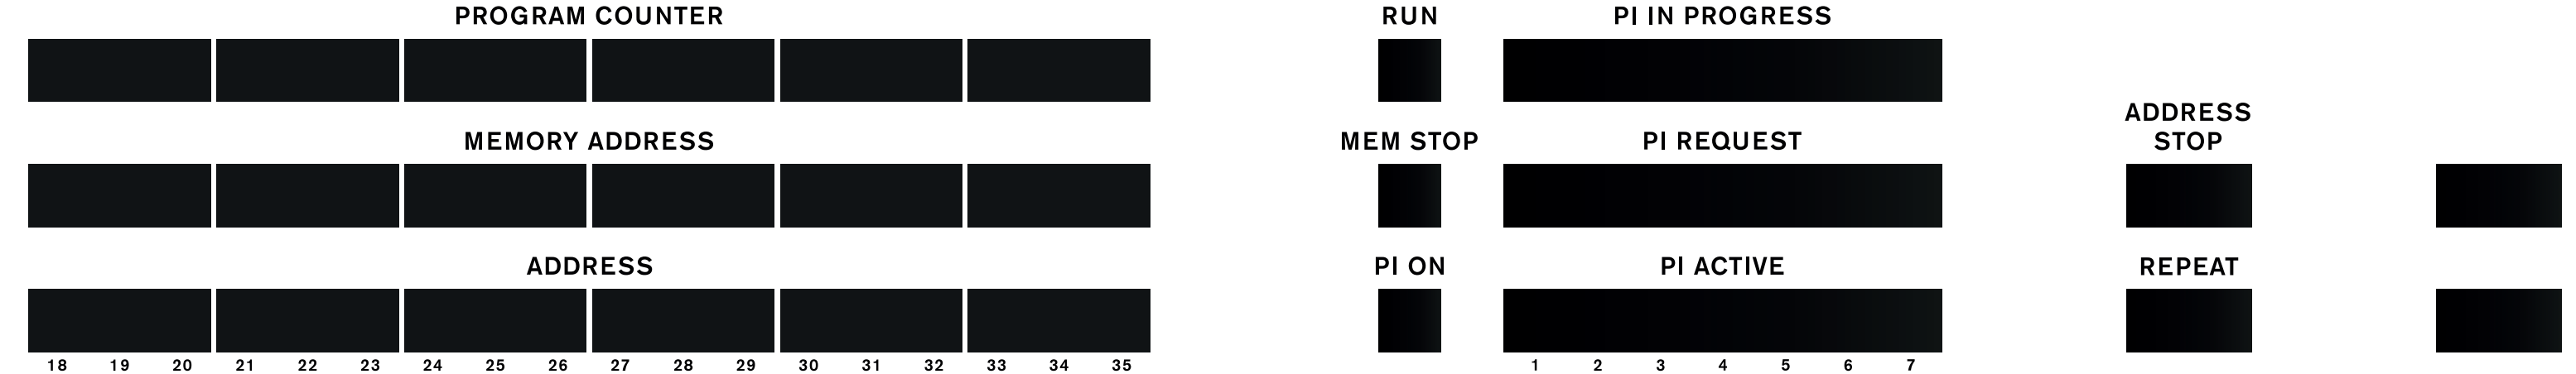 PROGRAM COUNTER
RUN
PI IN PROGRESS
MEMORY ADDRESS
MEM STOP
PI REQUEST
ADDRESS
STOP
ADDRESS
PI ON
PI ACTIVE
REPEAT
18 19 20 21 22 23 24 25 26 27 28 29 30 31 32 33 34 35
1 2 3 4 5 6 7